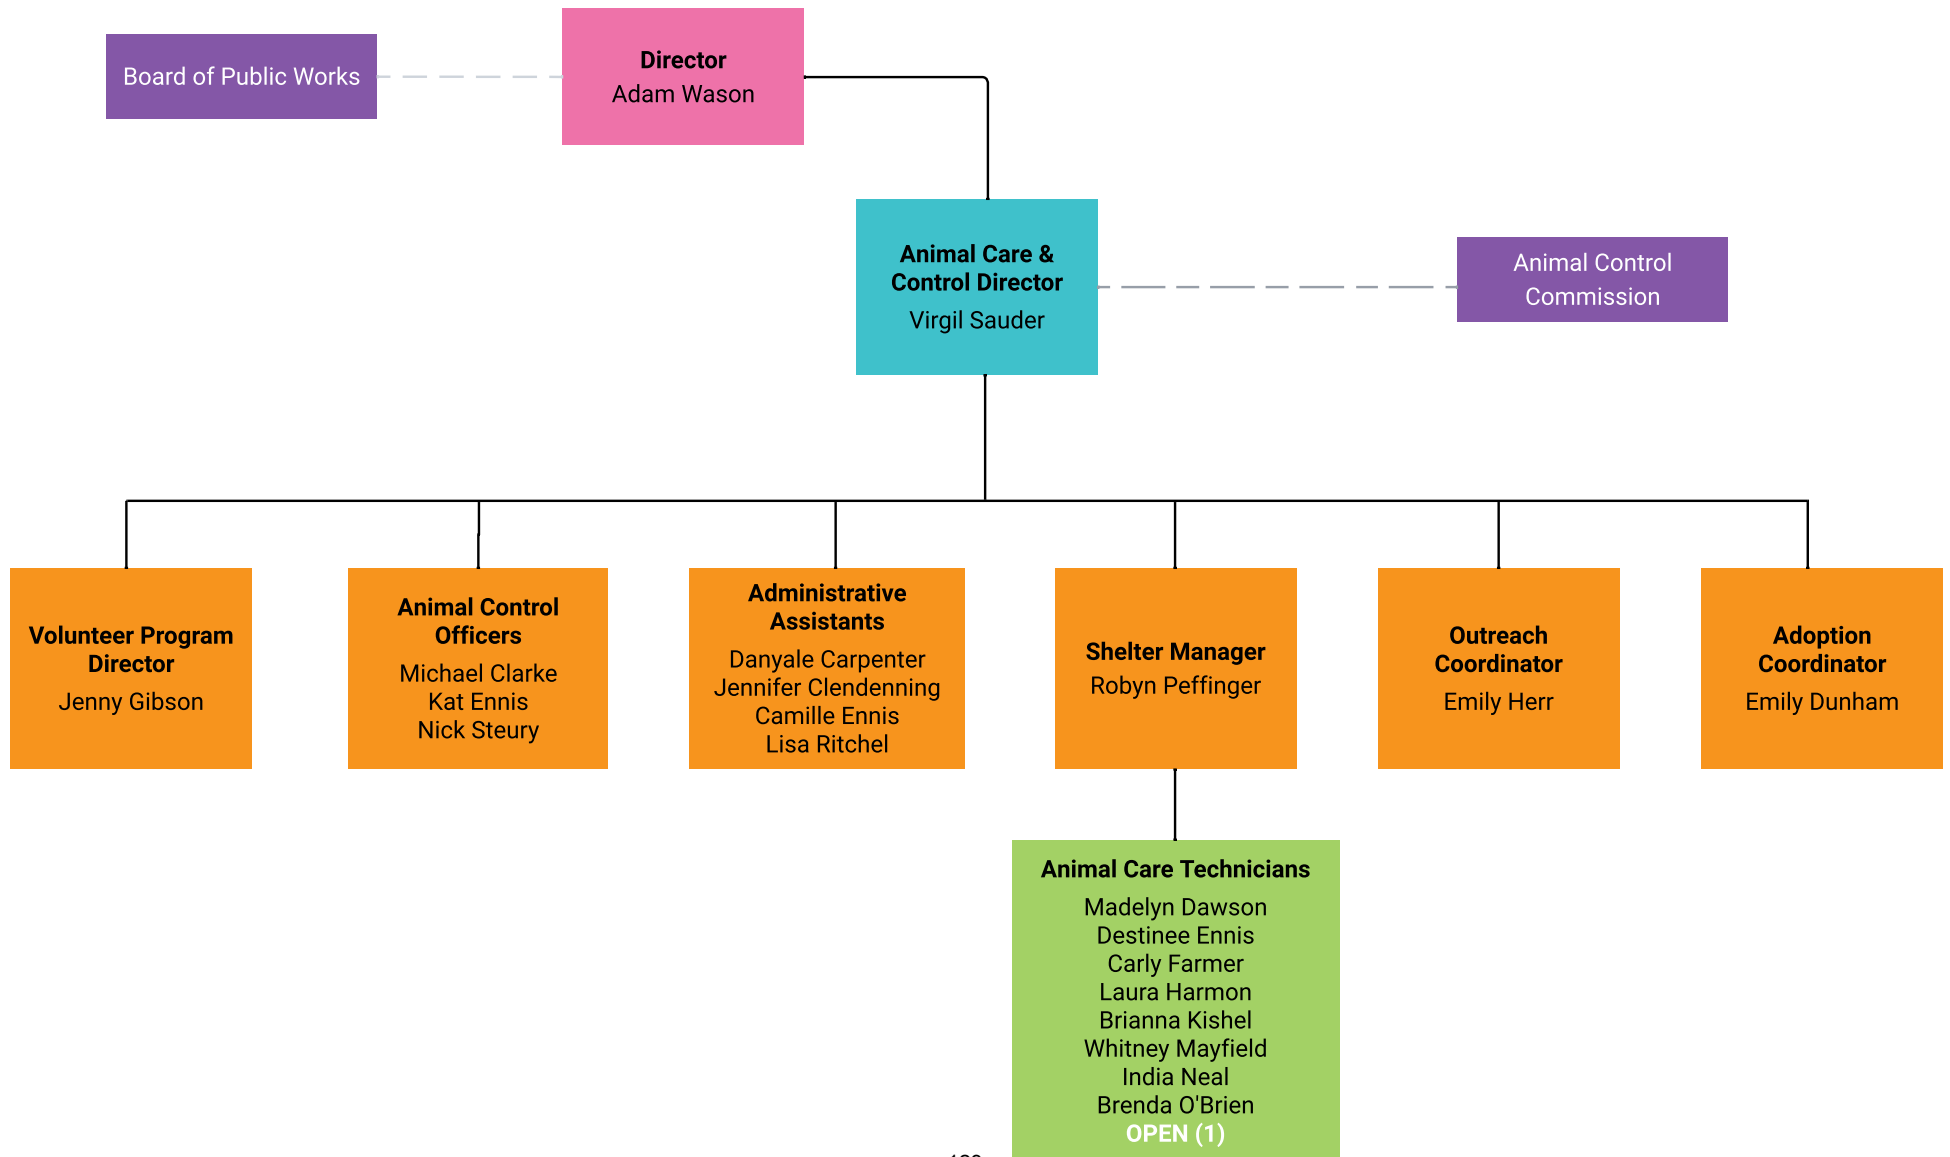 Board of Public Works
Director
Adam Wason
Animal Care &
Control Director
Virgil Sauder
Animal Control
Commission
Volunteer Program
Director
Jenny Gibson
Animal Control
Officers
Michael Clarke
Kat Ennis
Nick Steury
Administrative
Assistants
Danyale Carpenter
Jennifer Clendenning
Camille Ennis
Lisa Ritchel
Shelter Manager
Robyn Peffinger
Outreach
Coordinator
Emily Herr
Adoption
Coordinator
Emily Dunham
Animal Care Technicians
Madelyn Dawson
Destinee Ennis
Carly Farmer
Laura Harmon
Brianna Kishel
Whitney Mayfield
India Neal
Brenda O'Brien
OPEN (1)